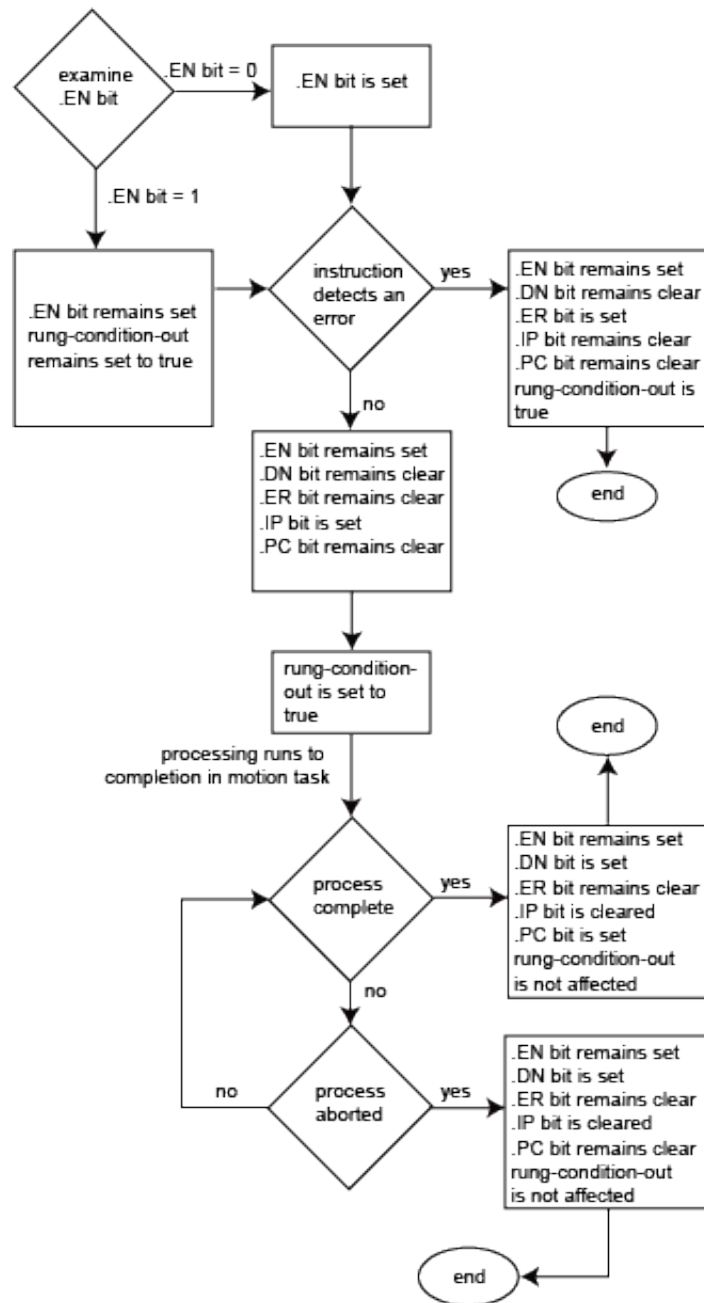 examine
.EN bit
.EN bit = 0
.EN bit is set
.EN bit = 1
.EN bit remains set
rung-condition-out
remains set to true
instruction
detects an
error
yes
.EN bit remains set
.DN bit remains clear
.ER bit is set
.IP bit remains clear
.PC bit remains clear
rung-condition-out is
true
end
no
.EN bit remains set
.DN bit remains clear
.ER bit remains clear
.IP bit is set
.PC bit remains clear
rung-condition-
out is set to
true
processing runs to
completion in motion task
process
complete
yes
.EN bit remains set
.DN bit is set
.ER bit remains clear
.IP bit is cleared
.PC bit is set
rung-condition-out
is not affected
end
no
process
aborted
no
yes
.EN bit remains set
.DN bit is set
.ER bit remains clear
.IP bit is cleared
.PC bit remains clear
rung-condition-out
is not affected
end